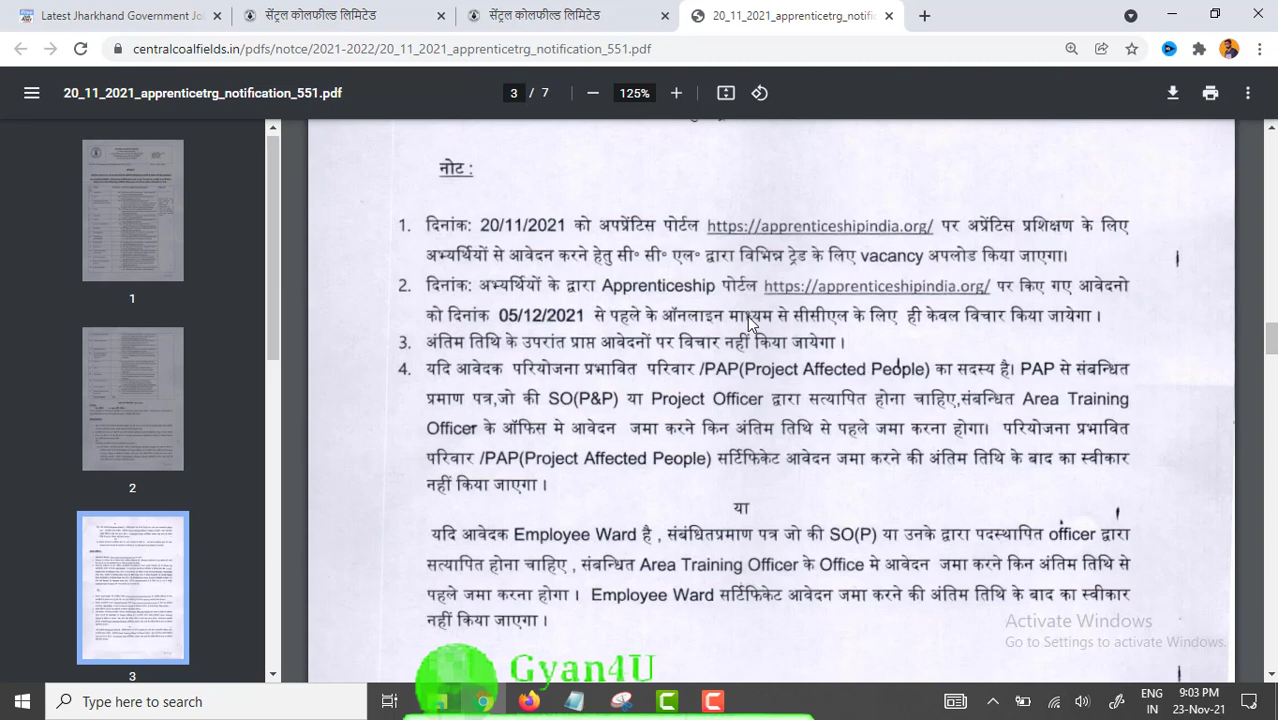 Latest Jharkhand Government Jo
सेंट्रल कोलफील्ड लिमिटेड
सेंट्रल कोलफील्ड लिमिटेड
20_11_2021_apprenticetrg_notific
centralcoalfields.in/pdfs/notce/2021-2022/20_11_2021_apprenticetrg_notification_551.pdf
20_11_2021_apprenticetrg_notification_551.pdf
3 / 7
125%
1
2
3
नोट :
1. दिनांक: 20/11/2021 को अपप्रेंटिस पोर्टल https://apprenticeshipindia.org/ पर अप्रेंटिस प्रशिक्षण के लिए
अभ्यर्थियों से आवेदन करने हेतु सी॰ सी॰ एल॰ द्वारा विभिन्न ट्रेड के लिए vacancy अपलोड किया जाएगा।
2. दिनांक: अभ्यर्थियों के द्वारा Apprenticeship पोर्टल https://apprenticeshipindia.org/ पर किए गए आवेदनो
को दिनांक 05/12/2021 से पहले के ऑनलाइन माध्यम से सीसीएल के लिए ही केवल विचार किया जायेगा।
3. अंतिम तिथि के उपरांत प्राप्त आवेदनों पर विचार नहीं किया जायेगा।
4. यदि आवेदक परियोजना प्रभावित परिवार /PAP(Project Affected People) का सदस्य है। PAP से संबन्धित
प्रमाण पत्र,जो की SO(P&P) या Project Officer द्वारा सत्यापित होना चाहिए,संबन्धित Area Training
Officer के ऑफिस मे आवेदन जमा करने किन अंतिम तिथि से पहले जमा करना होगा। परियोजना प्रभावित
परिवार /PAP(Project Affected People) सर्टिफिकेट आवेदन जमा करने की अंतिम तिथि के बाद का स्वीकार
नहीं किया जाएगा ।
या
यदि आवेदक Employee Ward है , संबंधितप्रमाण पत्र जो की SO(P) या उनके द्वारा पदस्थापित officer द्वारा
सत्यापित होना चाहिए , संबन्धित Area Training Officer के Office मे आवेदन जमा करने किन अंतिम तिथि से
पहले जमा करना होगा । Employee Ward सर्टिफिकेट आवेदन जमा करने की अंतिम तिथि के बाद का स्वीकार
नहीं किया जाएगा।
Activate Windows
Go to Settings to activate Windows.
Gyan4U
Type here to search
ENG
IN
9:03 PM
23-Nov-21